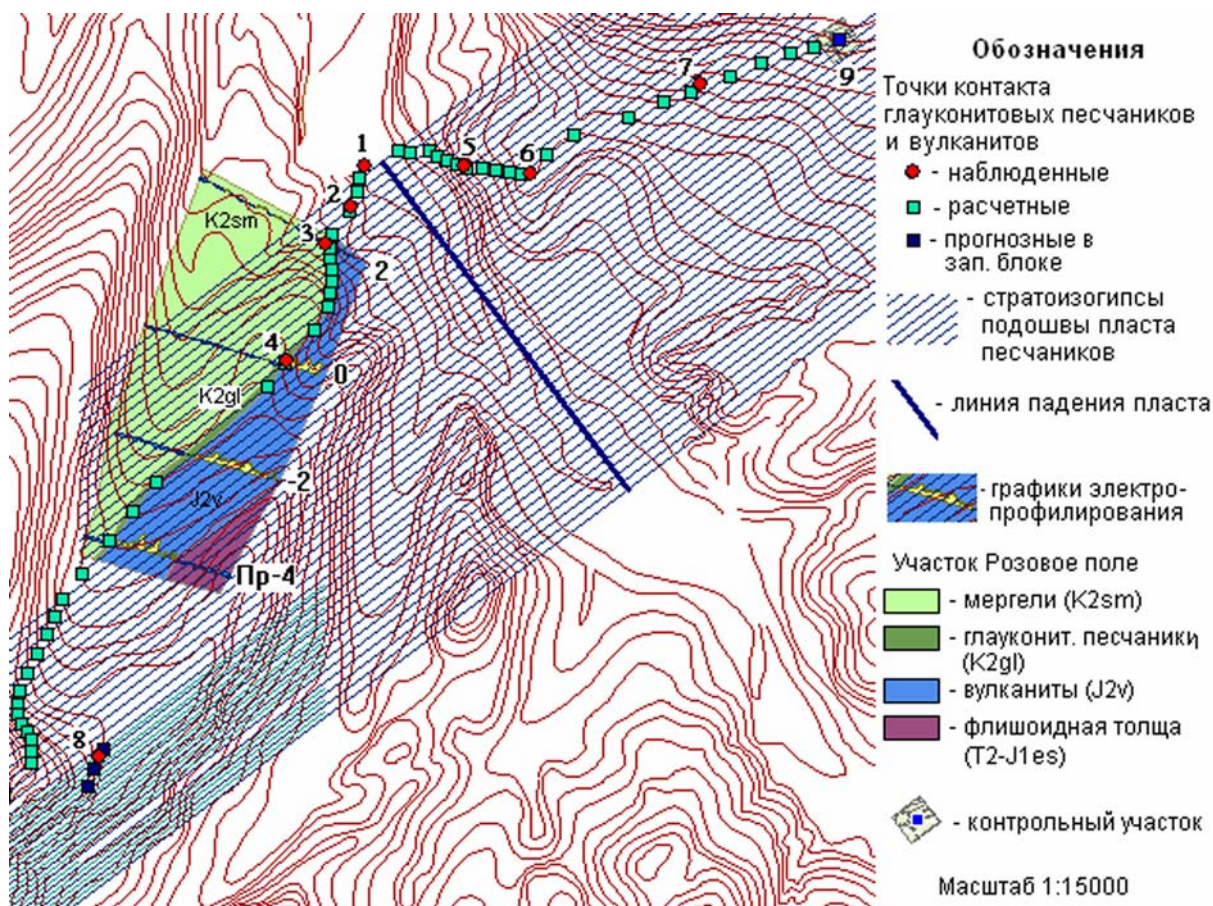 1
2
3
K2sm
2
4
0
K2gl
-2
J2v
Пр-4
8
5
6
7
9
Обозначения
Точки контакта
глауконитовых песчаников
и вулканитов
- наблюденные
- расчетные
- прогнозные в
зап. блоке
- стратоизогипсы
подошвы пласта
песчаников
- линия падения пласта
- графики электро-
профилирования
Участок Розовое поле
- мергели (K2sm)
- глауконит. песчаники
(K2gl)
- вулканиты (J2v)
- флишоидная толща
(T2-J1es)
- контрольный участок
Масштаб 1:15000